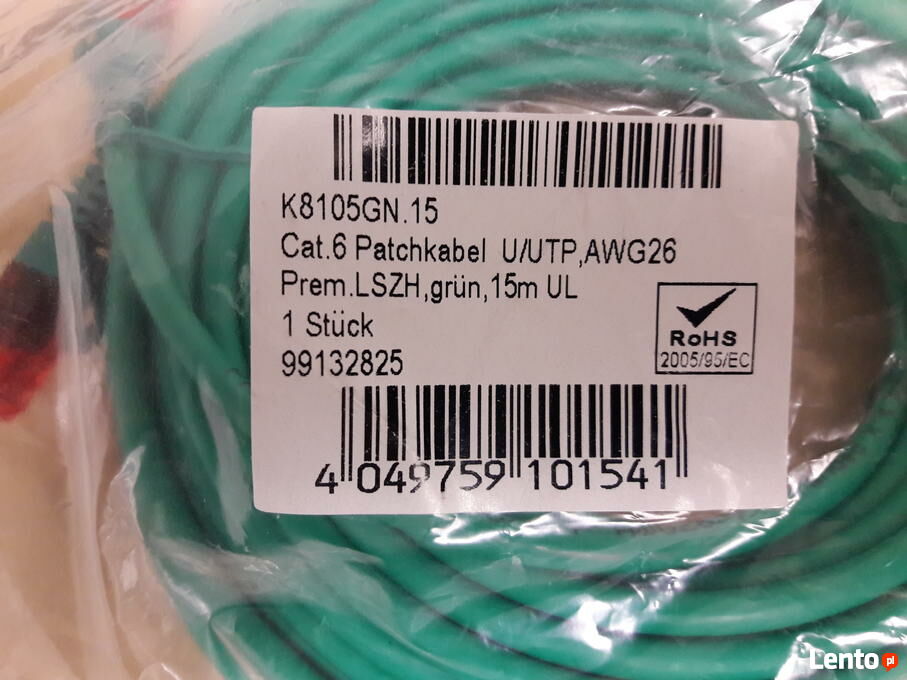 K8105GN.15
Cat.6 Patchkabel U/UTP,AWG26
Prem.LSZH,grün,15m UL
1 Stück
99132825
RoHS
2005/95/EC
4 049759 101541
Lento pl